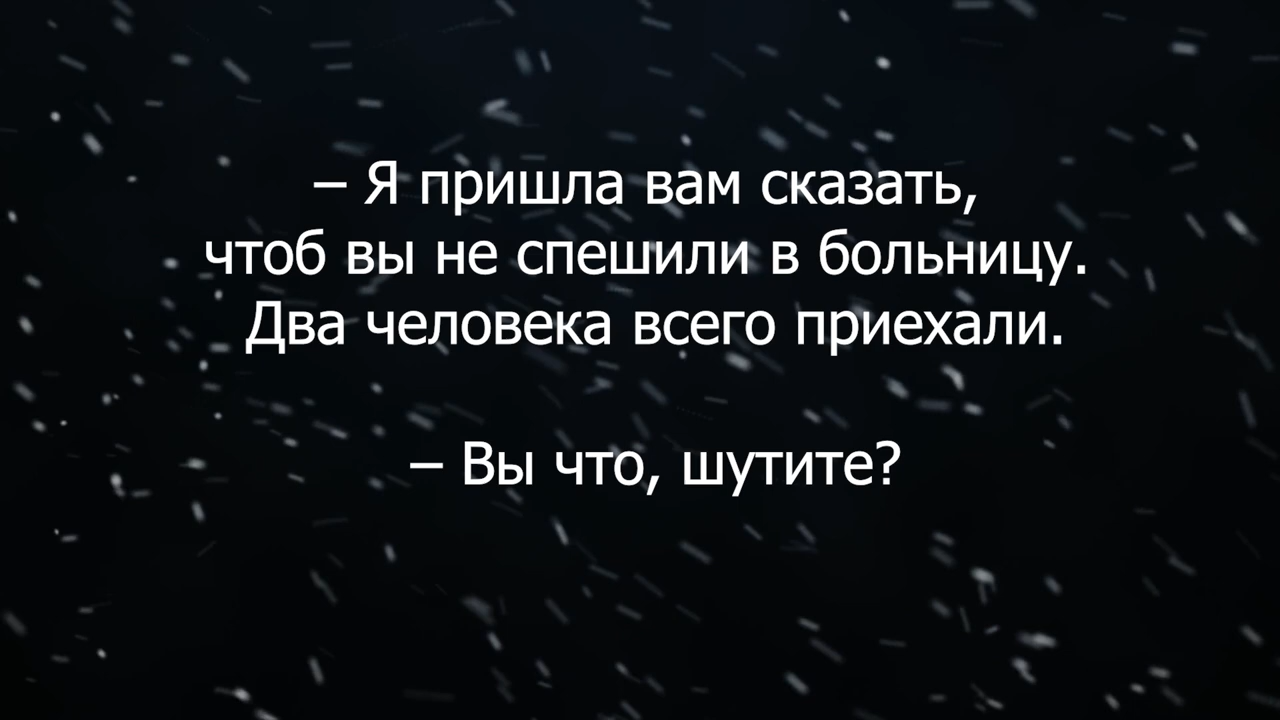 – Я пришла вам сказать,
чтоб вы не спешили в больницу.
Два человека всего приехали.
– Вы что, шутите?